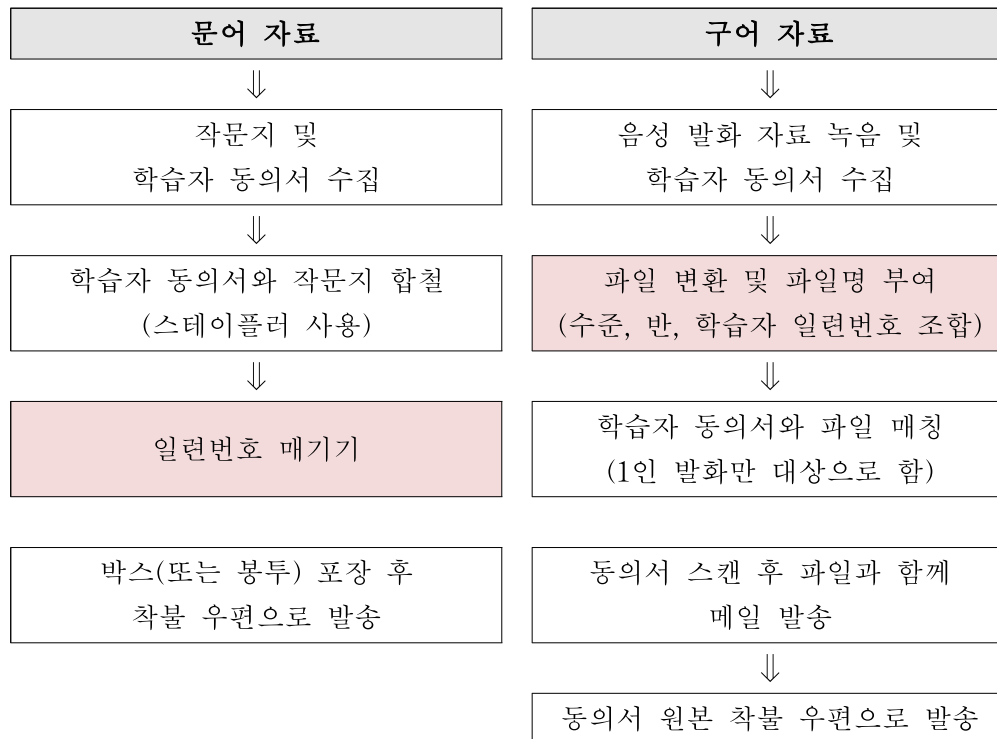 문어 자료
⇓
작문지 및
학습자 동의서 수집
⇓
학습자 동의서와 작문지 합철
(스테이플러 사용)
⇓
일련번호 매기기
박스(또는 봉투) 포장 후
착불 우편으로 발송
구어 자료
⇓
음성 발화 자료 녹음 및
학습자 동의서 수집
⇓
파일 변환 및 파일명 부여
(수준, 반, 학습자 일련번호 조합)
⇓
학습자 동의서와 파일 매칭
(1인 발화만 대상으로 함)
동의서 스캔 후 파일과 함께
메일 발송
⇓
동의서 원본 착불 우편으로 발송